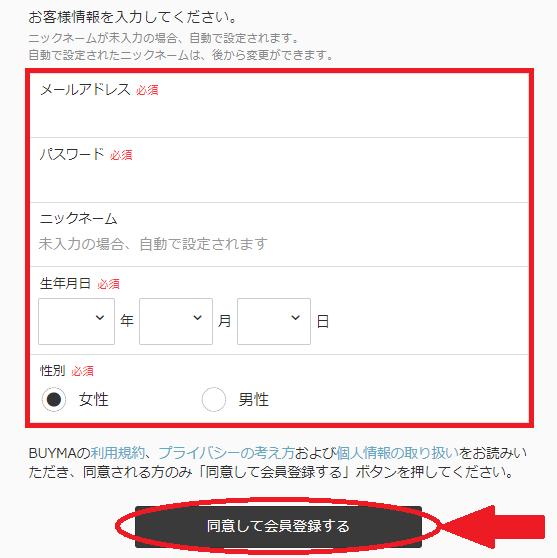 お客様情報を入力してください。
ニックネームが未入力の場合、自動で設定されます。
自動で設定されたニックネームは、後から変更ができます。
メールアドレス 必須
パスワード 必須
ニックネーム
未入力の場合、自動で設定されます
生年月日 必須
年 月 日
性別 必須
女性 男性
BUYMAの利用規約、プライバシーの考え方および個人情報の取り扱いをお読みい
ただき、同意される方のみ「同意して会員登録する」ボタンを押してください。
同意して会員登録する